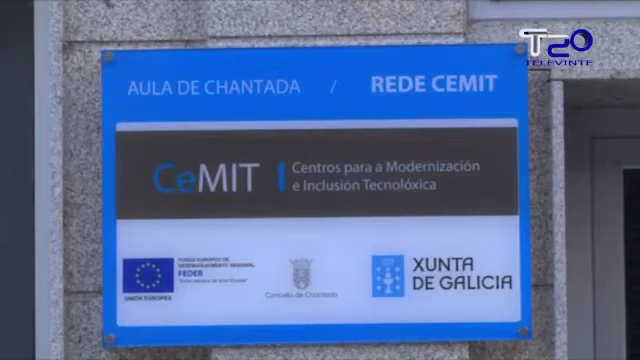 T20
TELEVINTE
AULA DE CHANTADA / REDE CEMIT
CeMIT
Centros para a Modernización
e Inclusión Tecnolóxica
FONDO EUROPEO DE
DESENVOLVEMENTO REGIONAL
FEDER
UNIÓN EUROPEA
Concello de Chantada
XUNTA
DE GALICIA